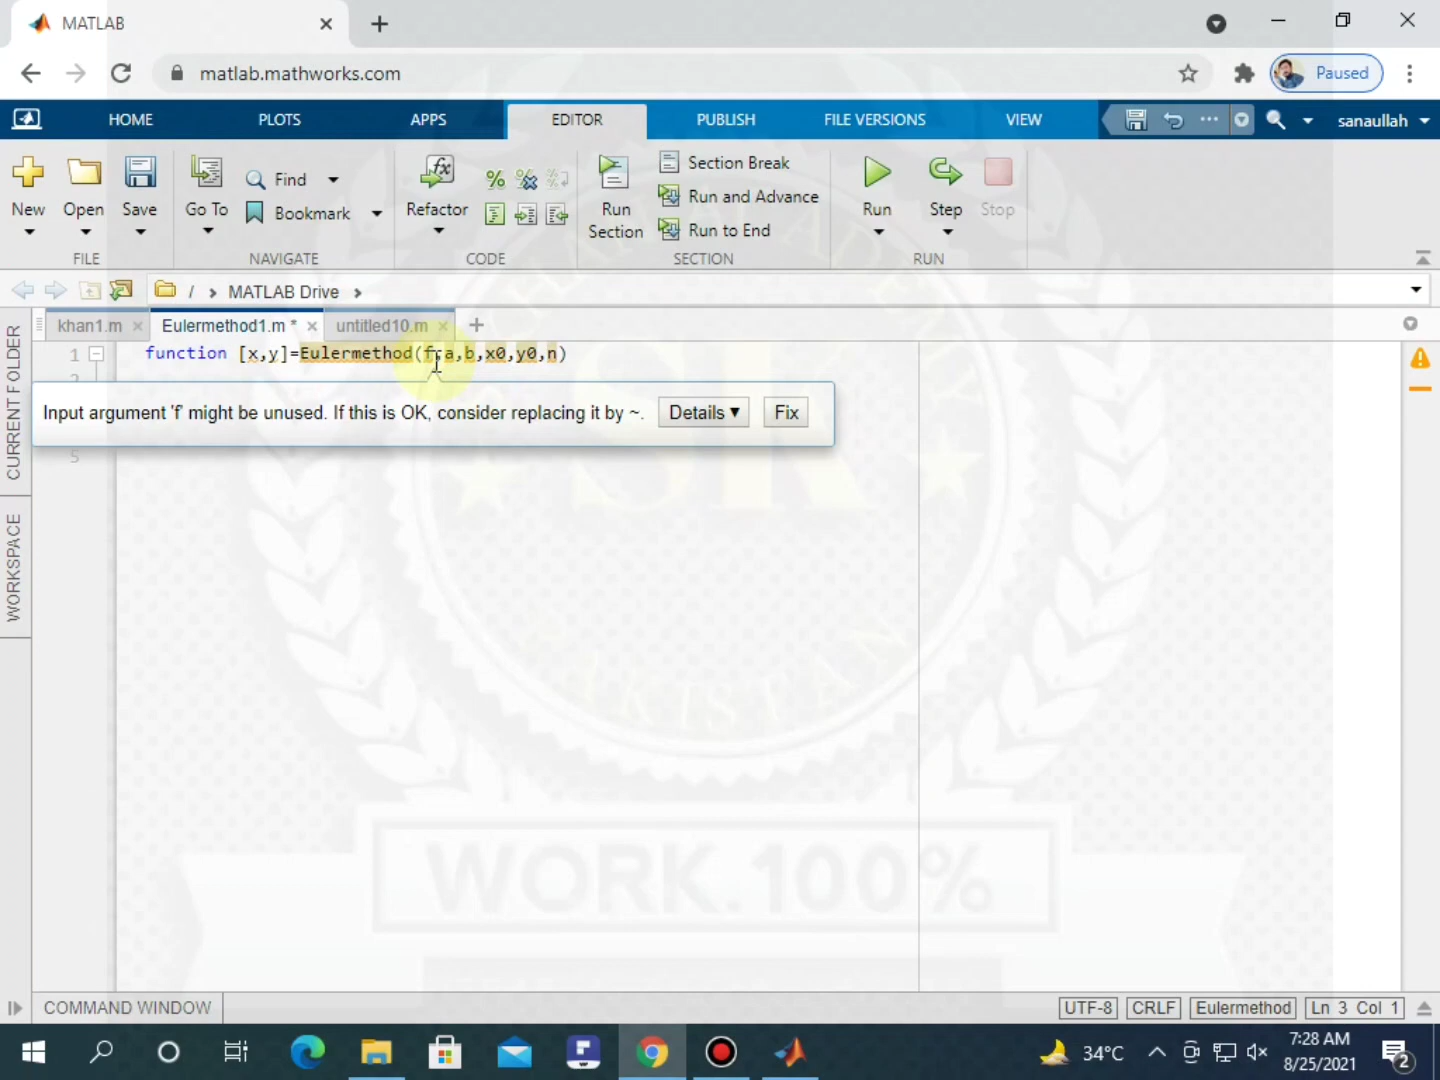 MATLAB
matlab.mathworks.com
Paused
HOME
PLOTS
APPS
EDITOR
PUBLISH
FILE VERSIONS
VIEW
sanaullah
New
Open
Save
Go To
Find
Bookmark
Refactor
Run Section
Section Break
Run and Advance
Run to End
Run
Step
Stop
FILE
NAVIGATE
CODE
SECTION
RUN
/ › MATLAB Drive ›
khan1.m
Eulermethod1.m *
untitled10.m
CURRENT FOLDER
WORKSPACE
1 function [x,y]=Eulermethod(f,a,b,x0,y0,n)
Input argument 'f' might be unused. If this is OK, consider replacing it by ~.
Details ▾
Fix
5
SR
WORK.100%
COMMAND WINDOW
UTF-8
CRLF
Eulermethod
Ln 3 Col 1
34°C
7:28 AM
8/25/2021
2